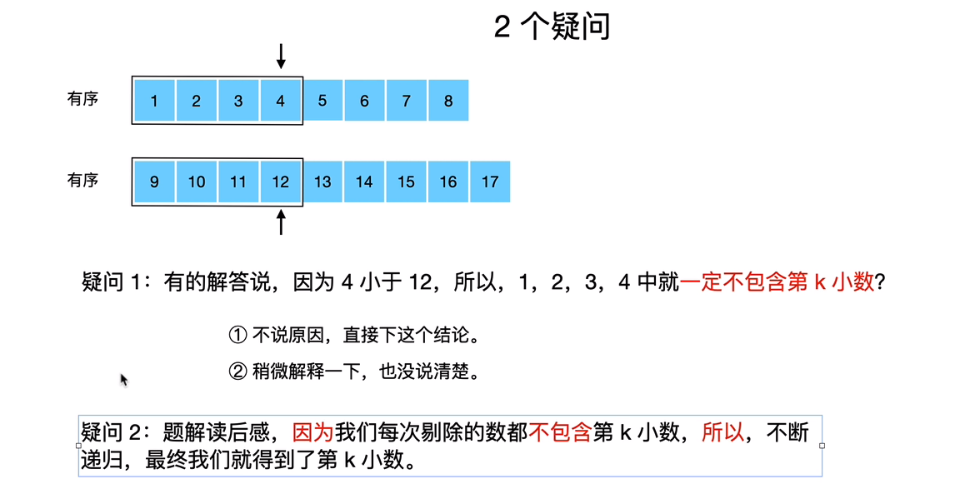 2 个疑问
有序 1 2 3 4 5 6 7 8
有序 9 10 11 12 13 14 15 16 17
疑问 1：有的解答说，因为 4 小于 12，所以，1，2，3，4 中就一定不包含第 k 小数?
① 不说原因，直接下这个结论。
② 稍微解释一下，也没说清楚。
疑问 2：题解读后感，因为我们每次剔除的数都不包含第 k 小数，所以，不断
递归，最终我们就得到了第 k 小数。